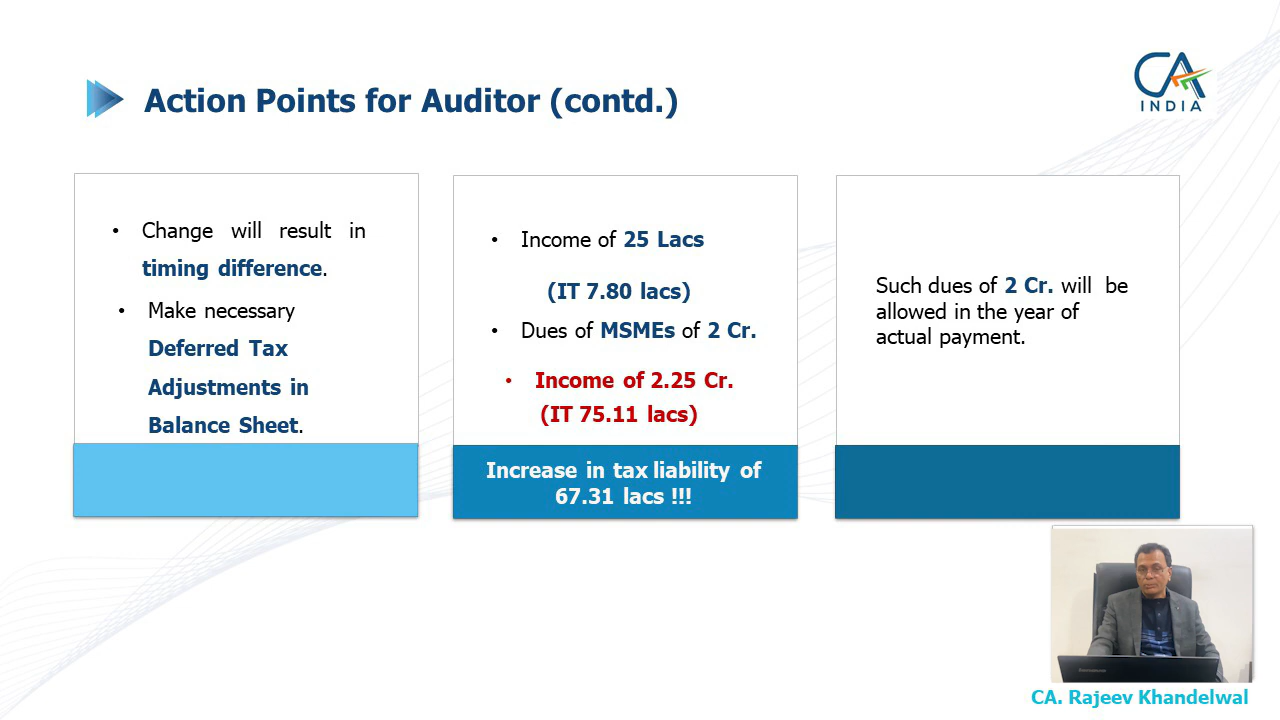 Action Points for Auditor (contd.)
CA
INDIA
• Change will result in
timing difference.
• Make necessary
Deferred Tax
Adjustments in
Balance Sheet.
• Income of 25 Lacs
(IT 7.80 lacs)
• Dues of MSMEs of 2 Cr.
• Income of 2.25 Cr.
(IT 75.11 lacs)
Increase in tax liability of
67.31 lacs !!!
Such dues of 2 Cr. will be
allowed in the year of
actual payment.
CA. Rajeev Khandelwal